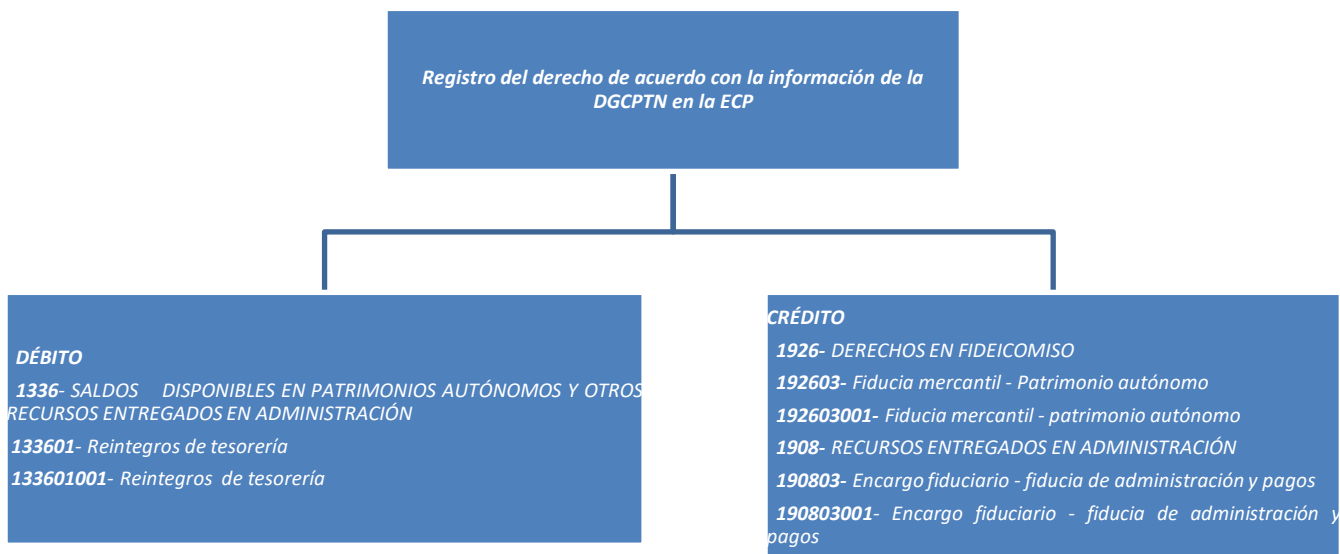 Registro del derecho de acuerdo con la información de la
DGCPTN en la ECP
DÉBITO
1336- SALDOS DISPONIBLES EN PATRIMONIOS AUTÓNOMOS Y OTROS
RECURSOS ENTREGADOS EN ADMINISTRACIÓN
133601- Reintegros de tesorería
133601001- Reintegros de tesorería
CRÉDITO
1926- DERECHOS EN FIDEICOMISO
192603- Fiducia mercantil - Patrimonio autónomo
192603001- Fiducia mercantil - patrimonio autónomo
1908- RECURSOS ENTREGADOS EN ADMINISTRACIÓN
190803- Encargo fiduciario - fiducia de administración y pagos
190803001- Encargo fiduciario - fiducia de administración y
pagos